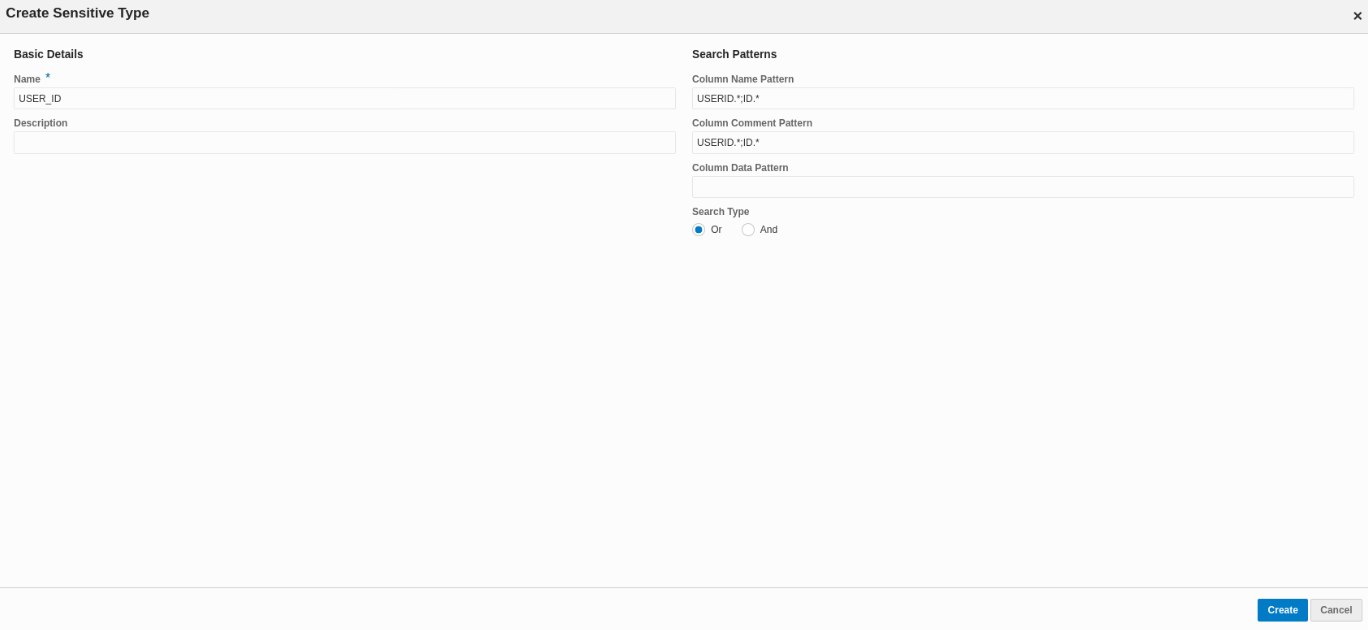 Create Sensitive Type
×
Basic Details
Name *
USER_ID
Description
Search Patterns
Column Name Pattern
USERID.*;ID.*
Column Comment Pattern
USERID.*;ID.*
Column Data Pattern
Search Type
Or And
Create Cancel